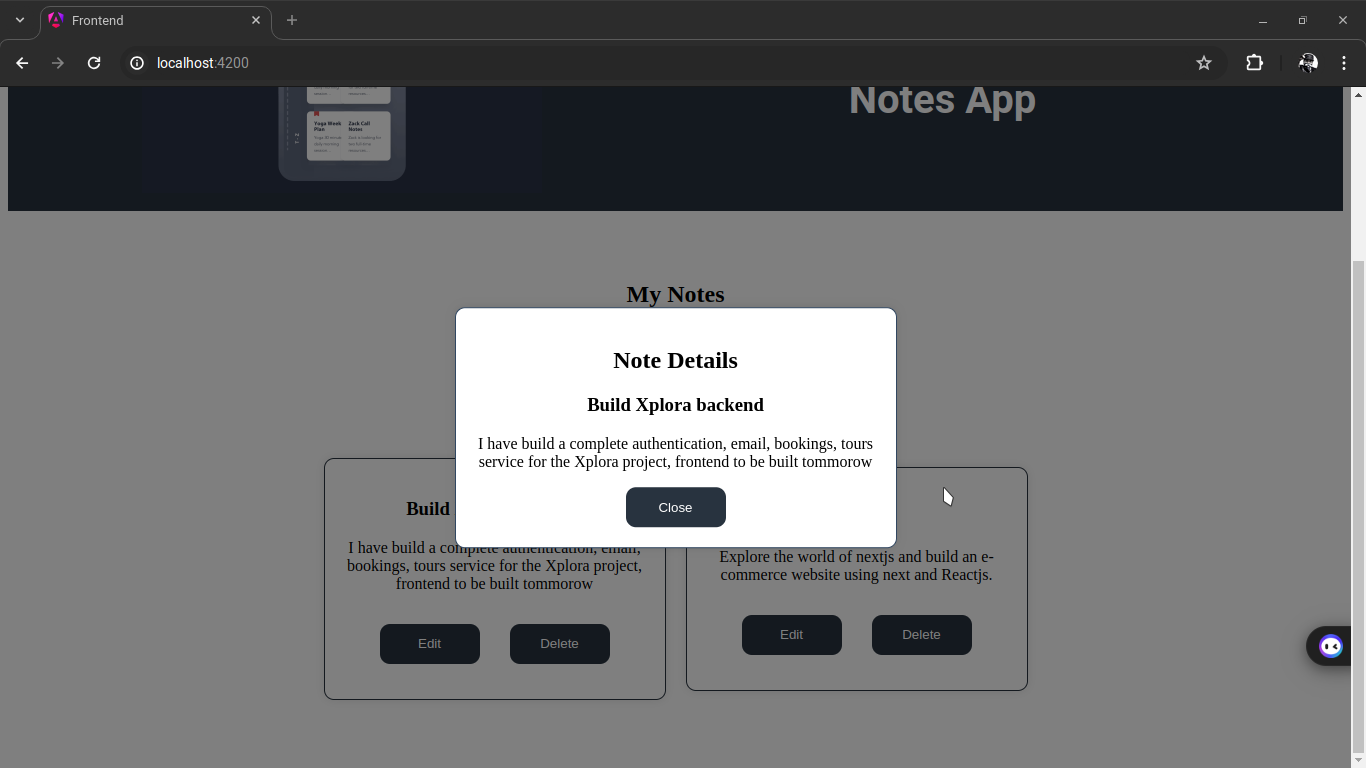 Frontend
localhost:4200
Notes App
Yoga Week
Plan
Zack Call
Notes
My Notes
Note Details
Build Xplora backend
I have build a complete authentication, email, bookings, tours
service for the Xplora project, frontend to be built tommorow
Close
Build
I have build a complete authentication, email,
bookings, tours service for the Xplora project,
frontend to be built tommorow
Edit
Delete
Explore the world of nextjs and build an e-
commerce website using next and Reactjs.
Edit
Delete